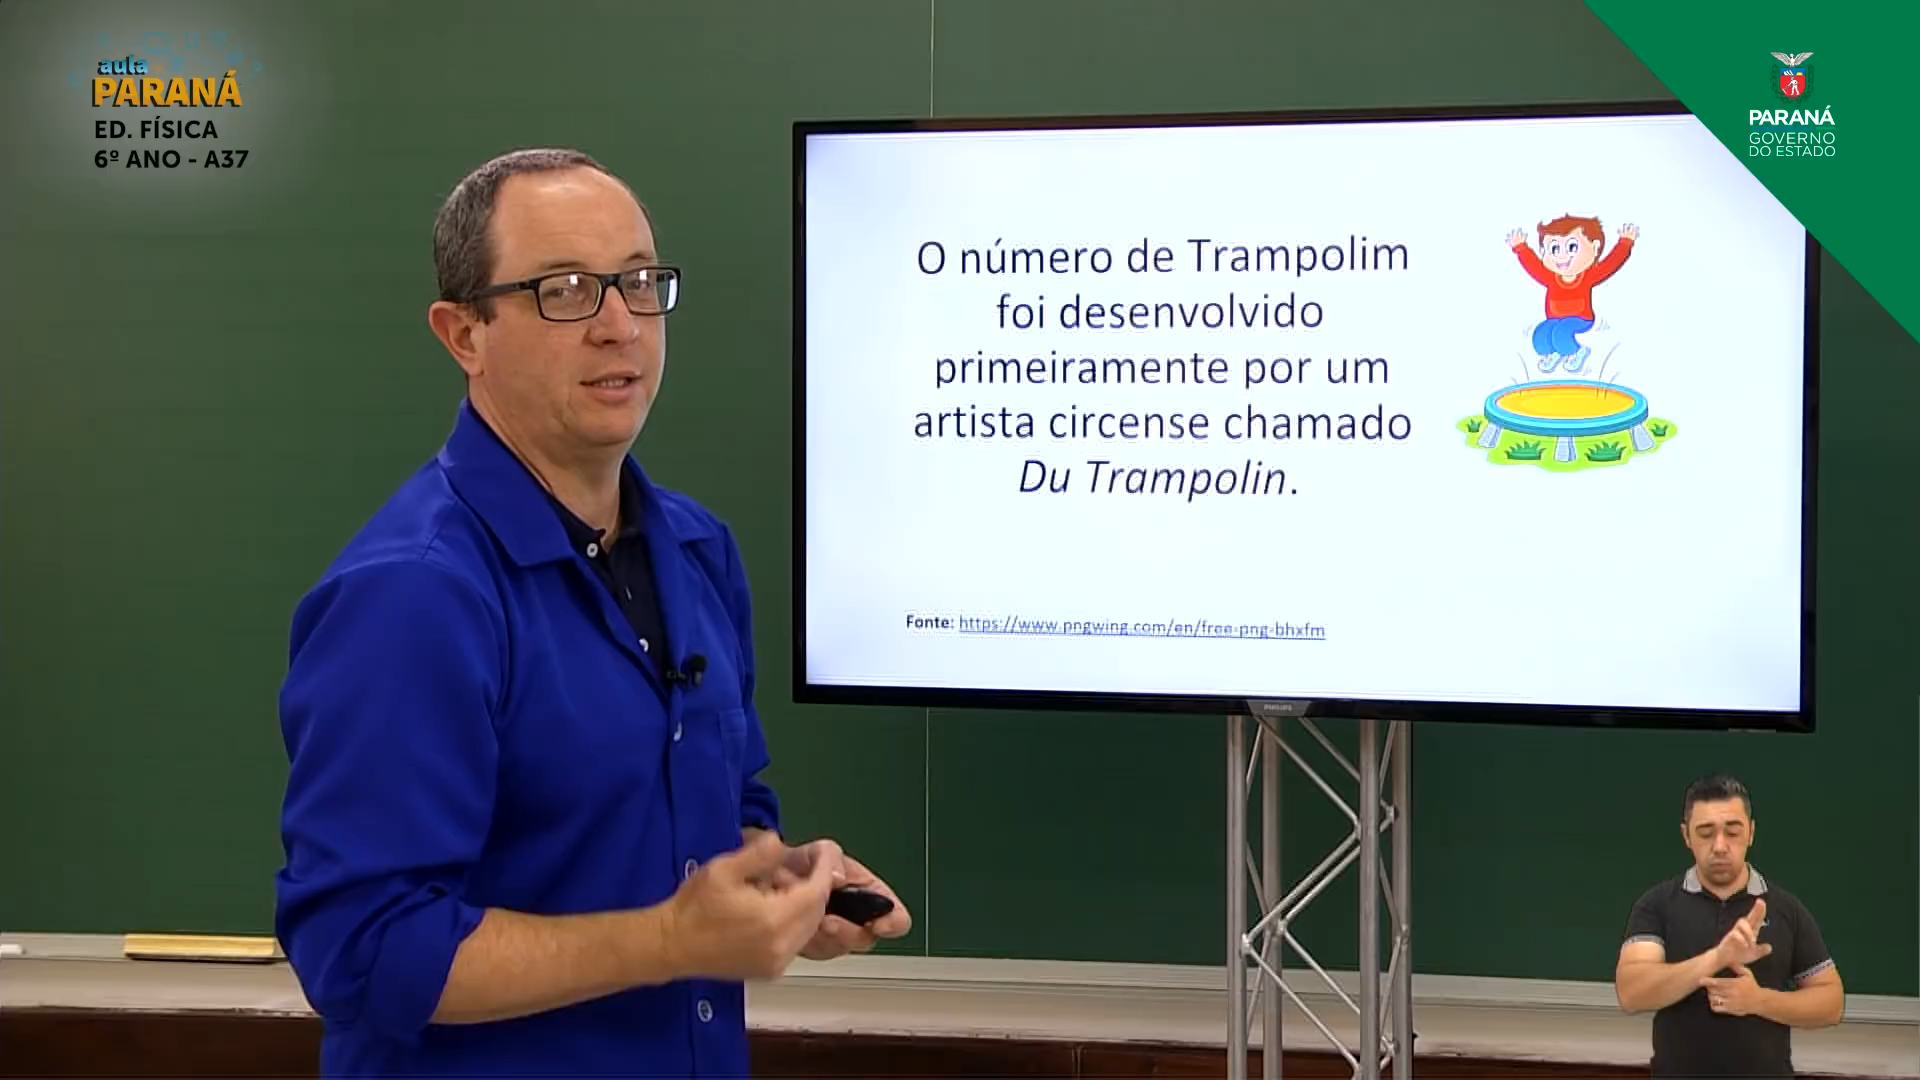 aula
PARANÁ
ED. FÍSICA
6º ANO - A37
PARANÁ
GOVERNO
DO ESTADO
O número de Trampolim
foi desenvolvido
primeiramente por um
artista circense chamado
Du Trampolin.
Fonte: https://www.pngwing.com/en/free-png-bhxfm
PHILIPS